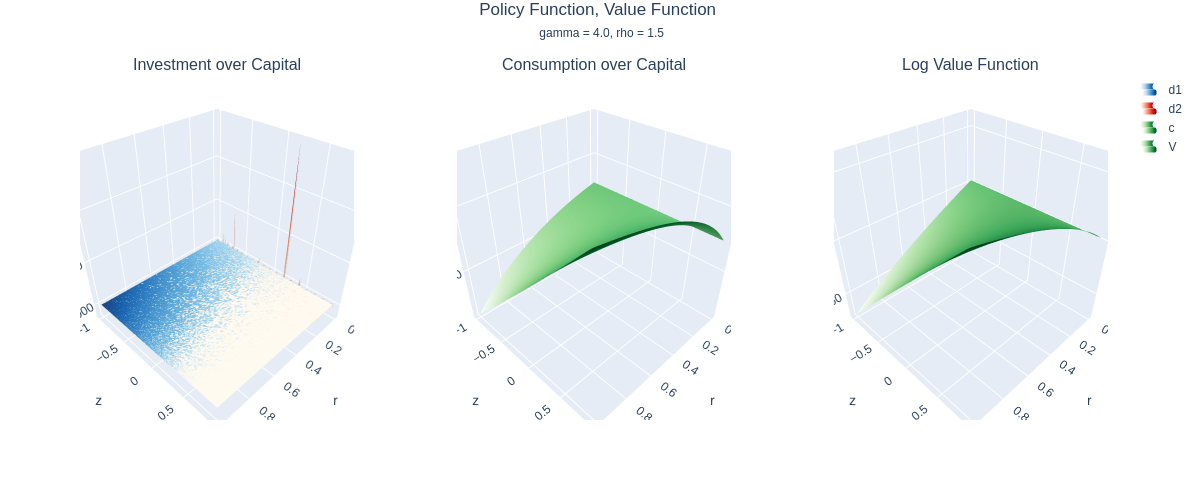 Policy Function, Value Function
gamma = 4.0, rho = 1.5
Investment over Capital
Consumption over Capital
Log Value Function
d1
d2
c
V
−0.5
0
0.5
z
0
0.2
0.4
0.6
0.8
r
−0.5
0
0.5
z
0
0.2
0.4
0.6
0.8
r
−0.5
0
0.5
z
0
0.2
0.4
0.6
0.8
r